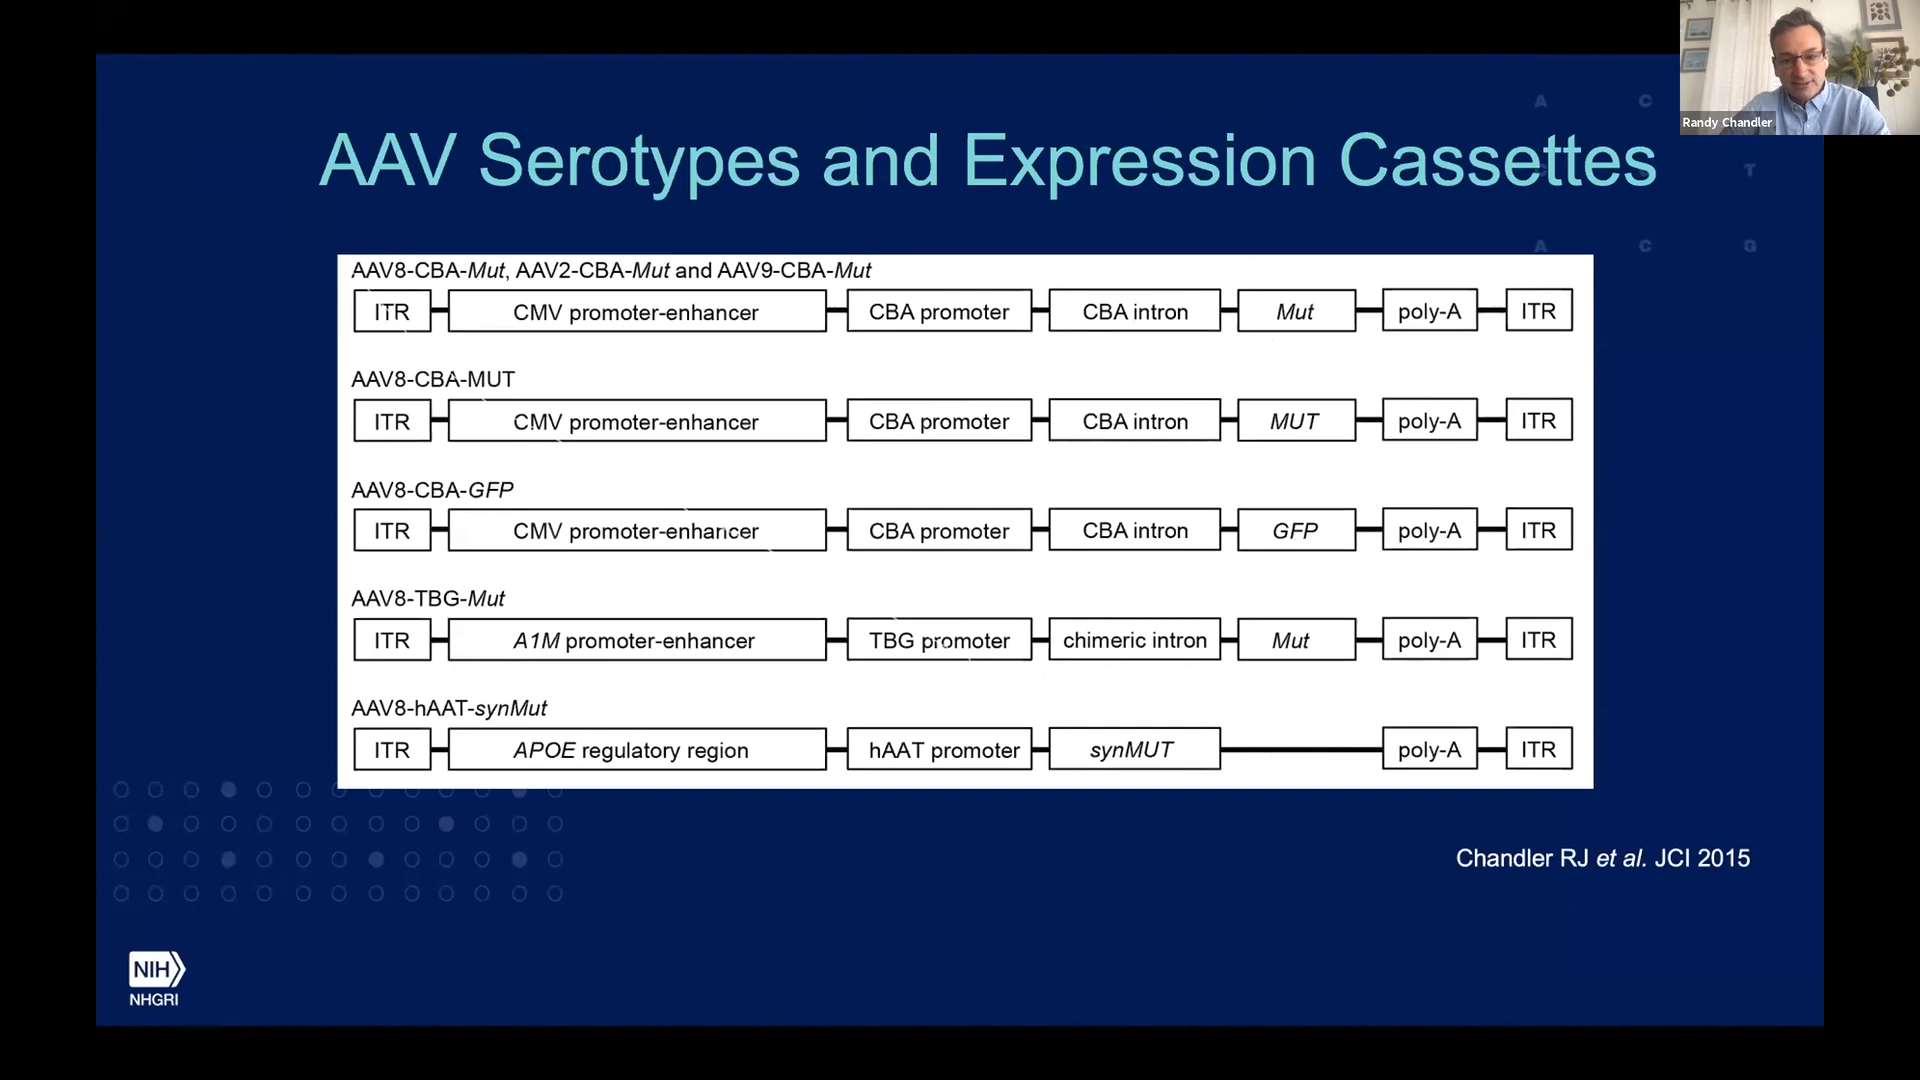 Randy Chandler
A C
AAV Serotypes and Expression Cassettes
T
A C G
AAV8-CBA-Mut, AAV2-CBA-Mut and AAV9-CBA-Mut
ITR CMV promoter-enhancer CBA promoter CBA intron Mut poly-A ITR
AAV8-CBA-MUT
ITR CMV promoter-enhancer CBA promoter CBA intron MUT poly-A ITR
AAV8-CBA-GFP
ITR CMV promoter-enhancer CBA promoter CBA intron GFP poly-A ITR
AAV8-TBG-Mut
ITR A1M promoter-enhancer TBG promoter chimeric intron Mut poly-A ITR
AAV8-hAAT-synMut
ITR APOE regulatory region hAAT promoter synMUT poly-A ITR
Chandler RJ et al. JCI 2015
NIH
NHGRI